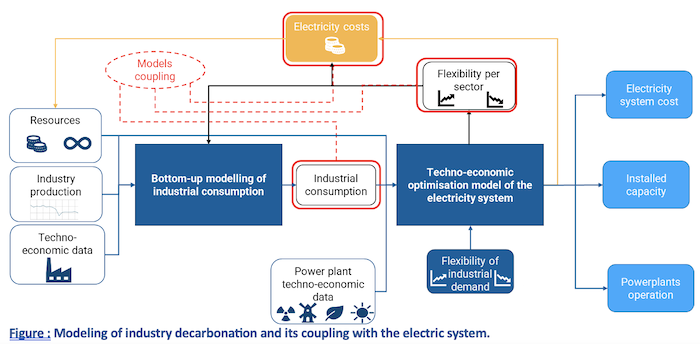 Electricity costs
Models
coupling
Flexibility per
sector
Electricity
system cost
Resources
Industry
production
Bottom-up modelling of
industrial consumption
Industrial
consumption
Techno-economic
optimisation model of the
electricity system
Installed
capacity
Techno-
economic data
Power plant
techno-economic
data
Flexibility of
industrial
demand
Powerplants
operation
Figure : Modeling of industry decarbonation and its coupling with the electric system.